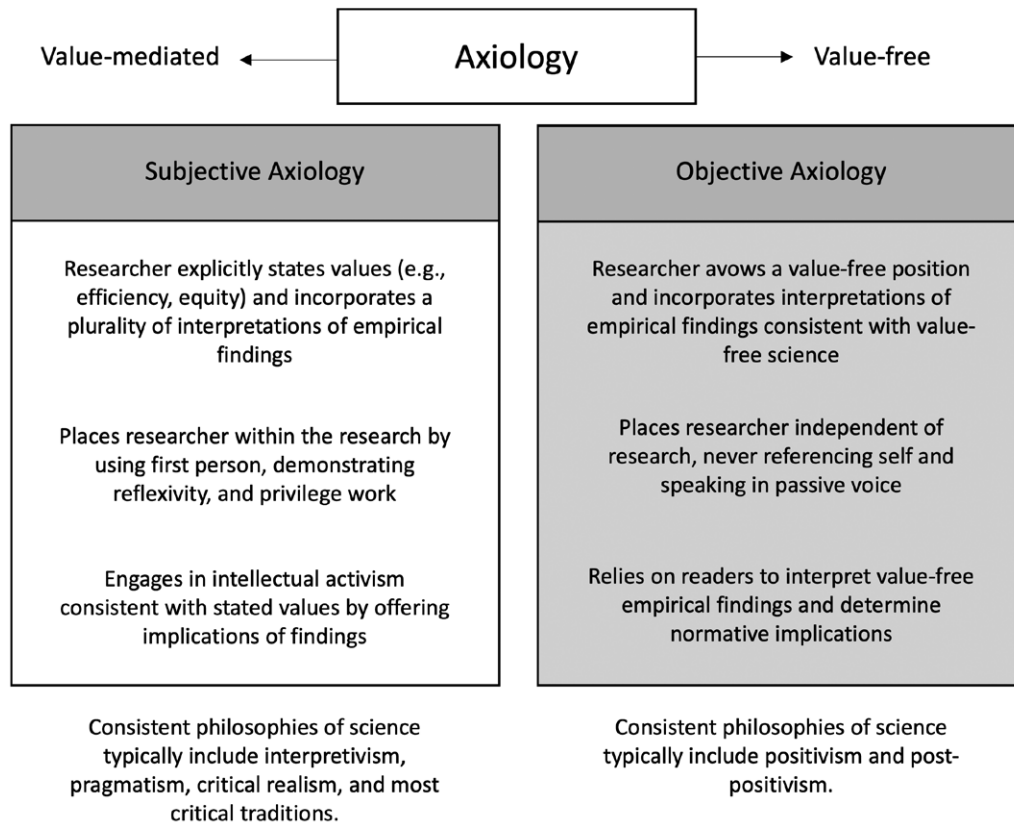 Value-mediated
Axiology
Value-free
Subjective Axiology
Researcher explicitly states values (e.g.,
efficiency, equity) and incorporates a
plurality of interpretations of empirical
findings
Places researcher within the research by
using first person, demonstrating
reflexivity, and privilege work
Engages in intellectual activism
consistent with stated values by offering
implications of findings
Consistent philosophies of science
typically include interpretivism,
pragmatism, critical realism, and most
critical traditions.
Objective Axiology
Researcher avows a value-free position
and incorporates interpretations of
empirical findings consistent with value-
free science
Places researcher independent of
research, never referencing self and
speaking in passive voice
Relies on readers to interpret value-free
empirical findings and determine
normative implications
Consistent philosophies of science
typically include positivism and post-
positivism.